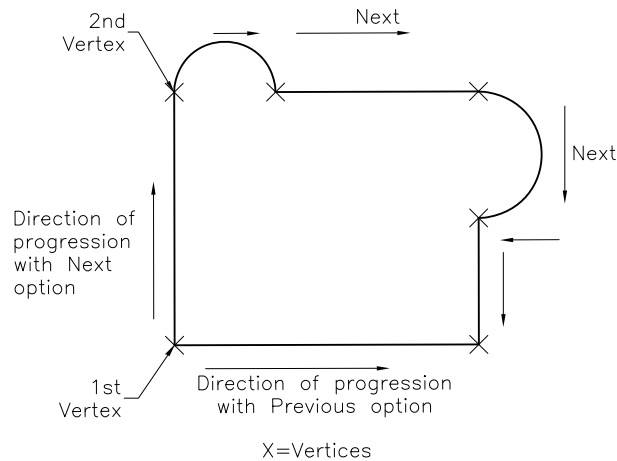 2nd
Vertex
Next
Next
Direction of
progression
with Next
option
1st
Vertex
Direction of progression
with Previous option
X=Vertices